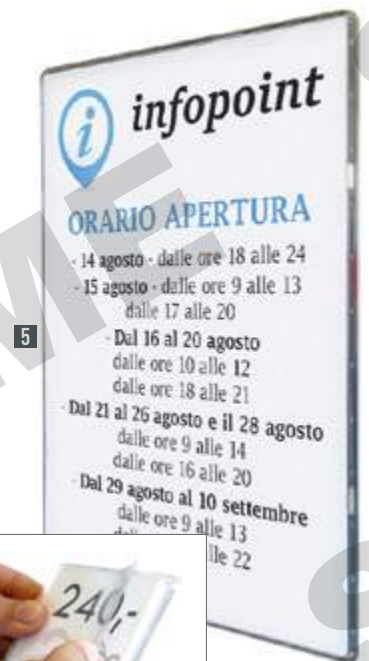 i infopoint
ORARIO APERTURA
- 14 agosto - dalle ore 18 alle 24
- 15 agosto - dalle ore 9 alle 13
dalle 17 alle 20
- Dal 16 al 20 agosto
dalle ore 10 alle 12
dalle ore 18 alle 21
- Dal 21 al 26 agosto e il 28 agosto
dalle ore 9 alle 14
dalle ore 16 alle 20
- Dal 29 agosto al 10 settembre
dalle ore 9 alle 13
lle 22
5
240,-